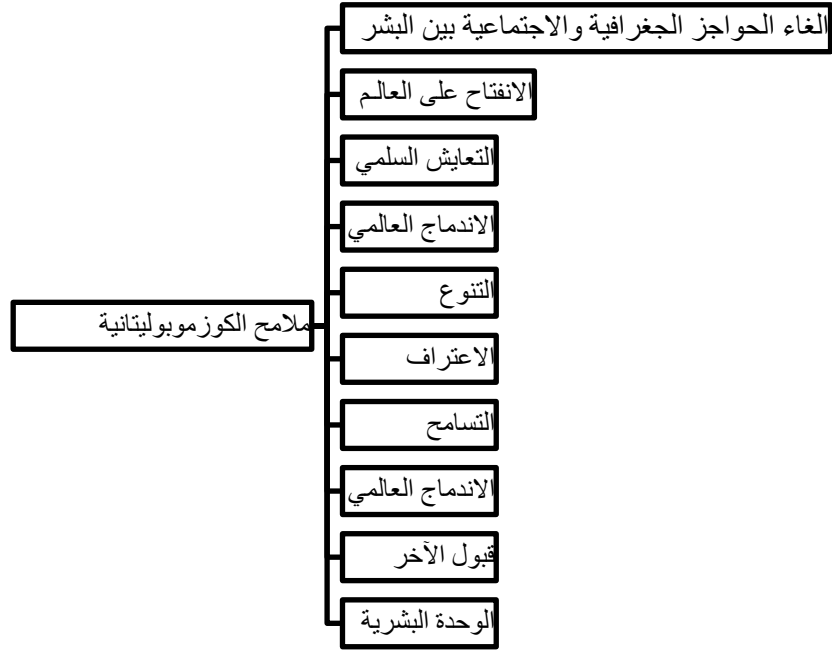 الغاء الحواجز الجغرافية والاجتماعية بين البشر
الانفتاح على العالم
التعايش السلمي
الاندماج العالمي
التنوع
ملامح الكوزموبوليتانية
الاعتراف
التسامح
الاندماج العالمي
قبول الآخر
الوحدة البشرية